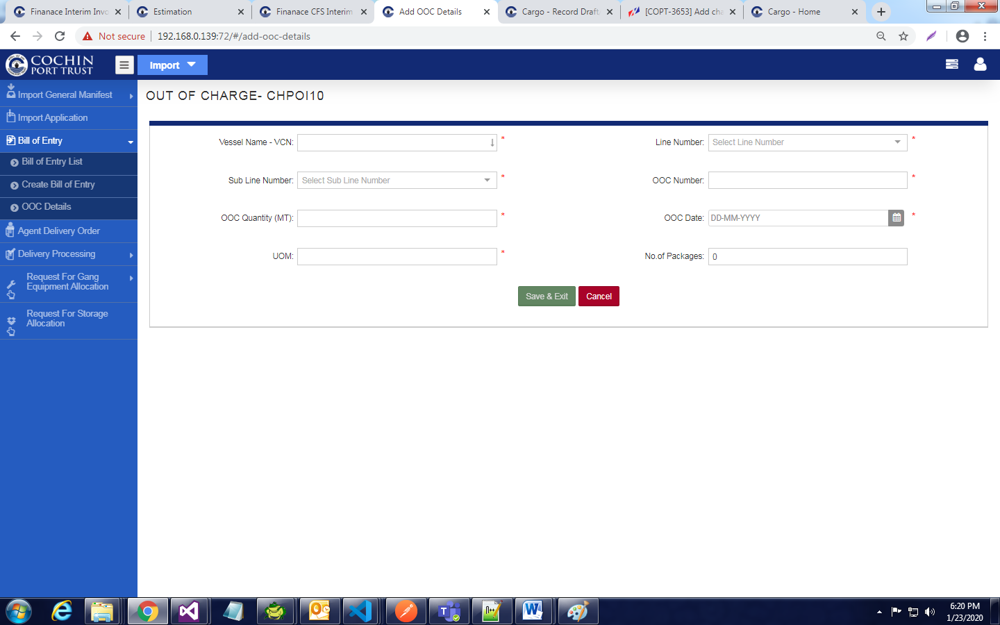 Finanace Interim Invo
Estimation
Finanace CFS Interim
Add OOC Details
Cargo - Record Draft
[COPT-3653] Add cha
Cargo - Home
Not secure
192.168.0.139:72/#/add-ooc-details
COCHIN
PORT TRUST
Import
Import General Manifest
Import Application
Bill of Entry
Bill of Entry List
Create Bill of Entry
OOC Details
Agent Delivery Order
Delivery Processing
Request For Gang
Equipment Allocation
Request For Storage
Allocation
OUT OF CHARGE- CHPOI10
Vessel Name - VCN: *
Line Number: Select Line Number *
Sub Line Number: Select Sub Line Number *
OOC Number: *
OOC Quantity (MT): *
OOC Date: DD-MM-YYYY *
UOM: *
No.of Packages: 0
Save & Exit
Cancel
6:20 PM
1/23/2020